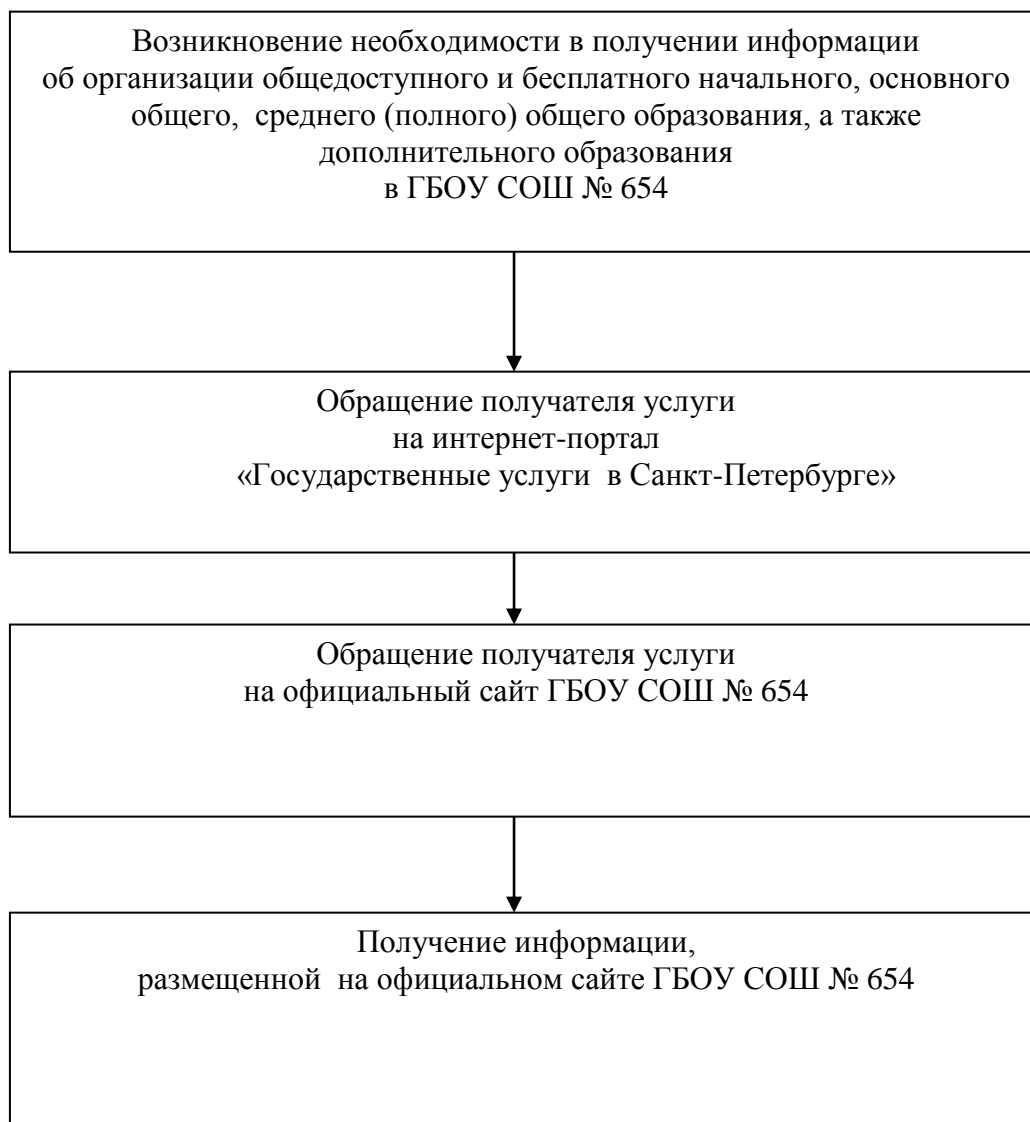 Возникновение необходимости в получении информации
об организации общедоступного и бесплатного начального, основного
общего, среднего (полного) общего образования, а также
дополнительного образования
в ГБОУ СОШ № 654
Обращение получателя услуги
на интернет-портал
«Государственные услуги в Санкт-Петербурге»
Обращение получателя услуги
на официальный сайт ГБОУ СОШ № 654
Получение информации,
размещенной на официальном сайте ГБОУ СОШ № 654